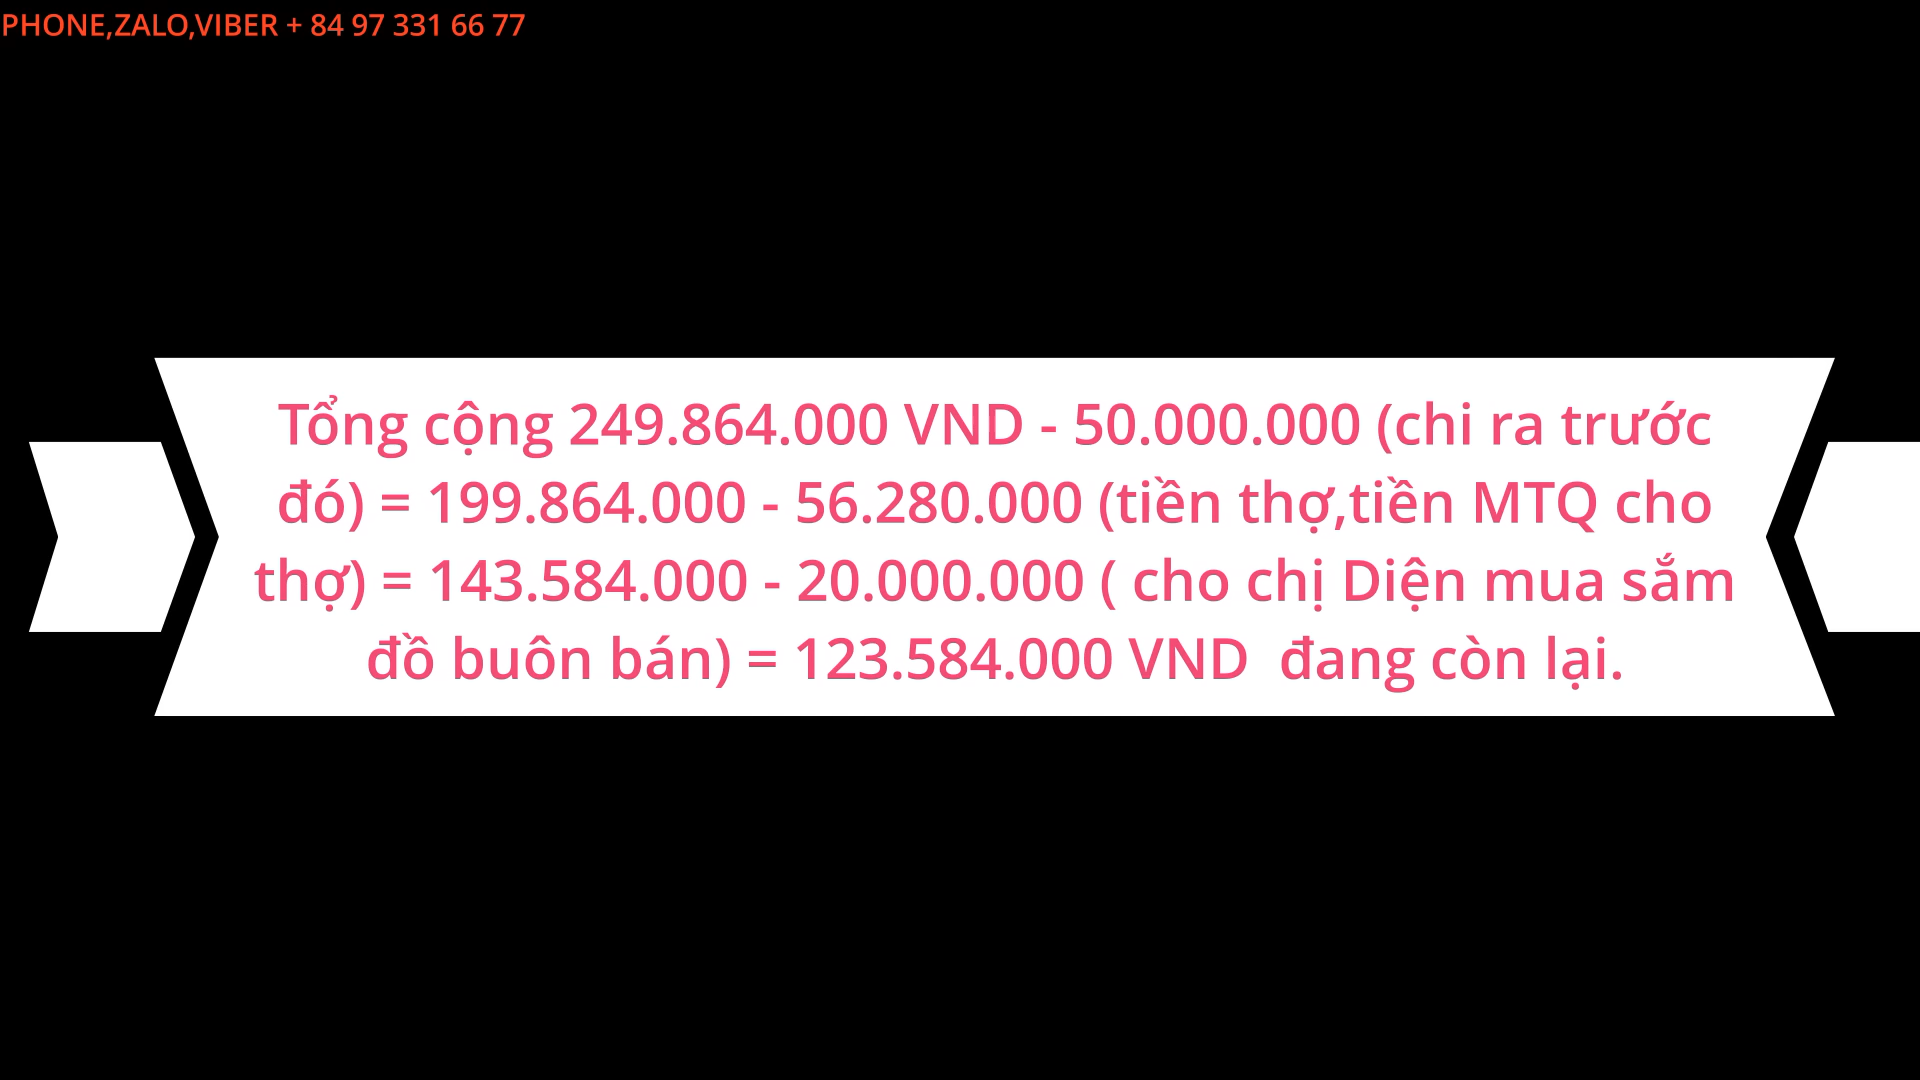 PHONE,ZALO,VIBER + 84 97 331 66 77
Tổng cộng 249.864.000 VND - 50.000.000 (chi ra trước
đó) = 199.864.000 - 56.280.000 (tiền thợ,tiền MTQ cho
thợ) = 143.584.000 - 20.000.000 ( cho chị Diện mua sắm
đồ buôn bán) = 123.584.000 VND  đang còn lại.